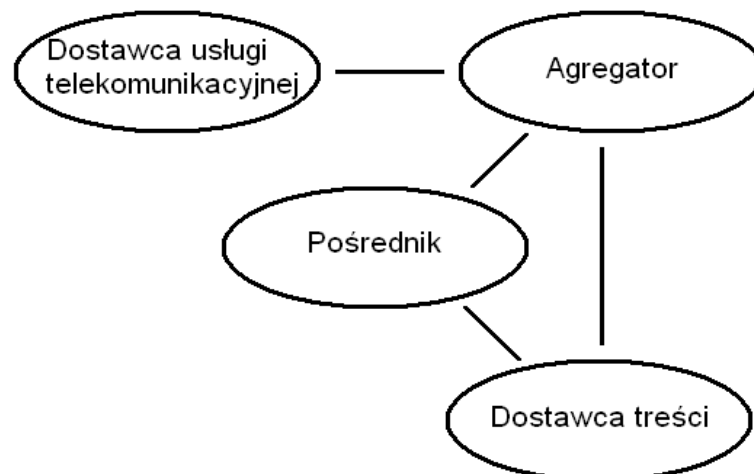 Dostawca usługi
telekomunikacyjnej
Agregator
Pośrednik
Dostawca treści